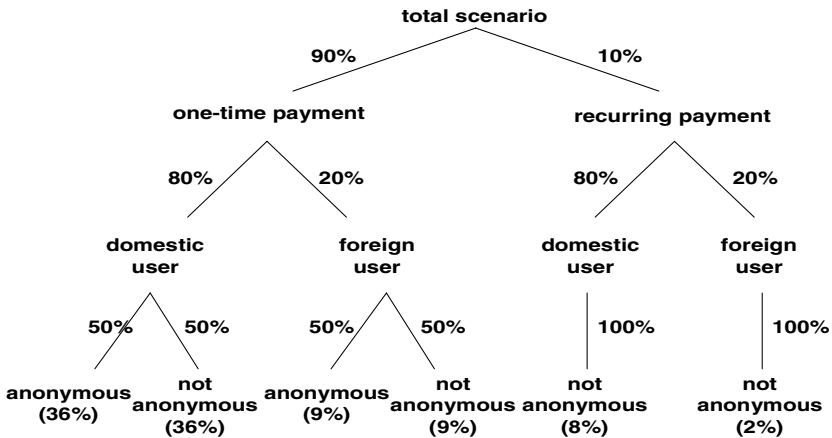 total scenario
90%
10%
one-time payment
recurring payment
80%
20%
80%
20%
domestic
user
foreign
user
domestic
user
foreign
user
50%
50%
50%
50%
100%
100%
anonymous
(36%)
not
anonymous
(36%)
anonymous
(9%)
not
anonymous
(9%)
not
anonymous
(8%)
not
anonymous
(2%)